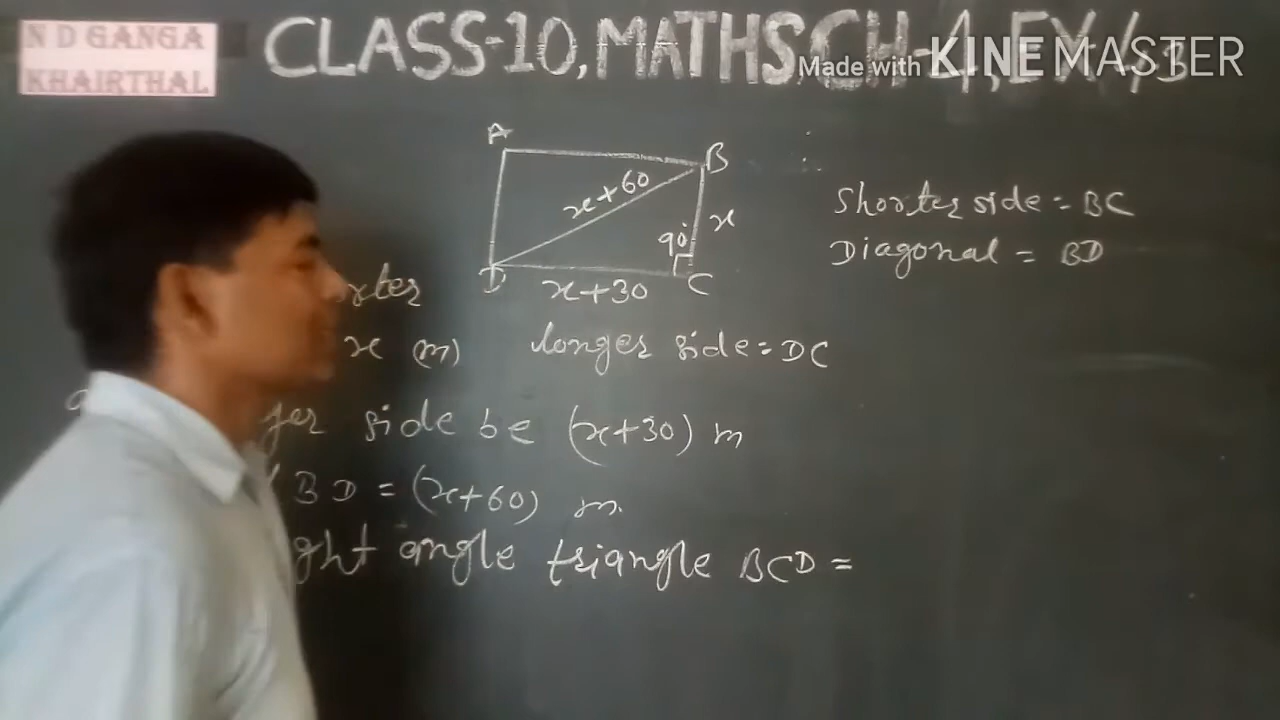 N D GANGA
KHAIRTHAL
CLASS-10, MATHS, CH-4, EX
Made with KINEMASTER
A
B
x+60
x
90°
D
x+30
C
Shorter side = BC
Diagonal = BD
x (m)
longer side = DC
side be (x+30) m
BD = (x+60) m
angle triangle BCD =